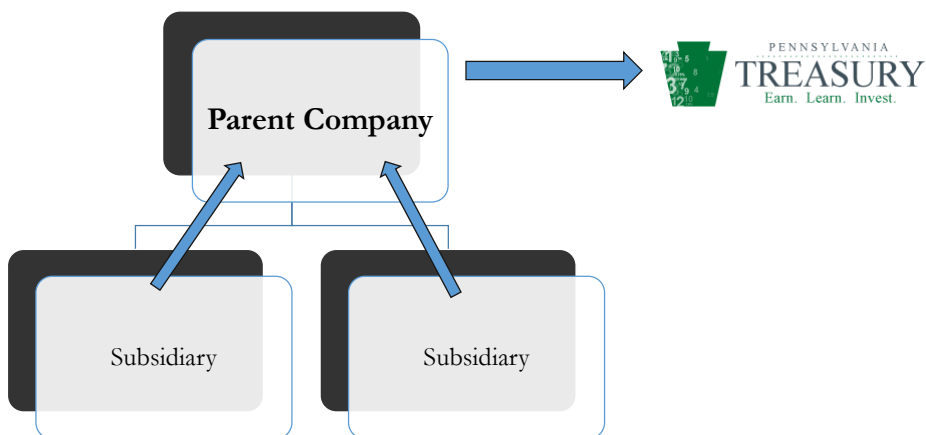 Parent Company
PENNSYLVANIA
TREASURY
Earn. Learn. Invest.
Subsidiary
Subsidiary